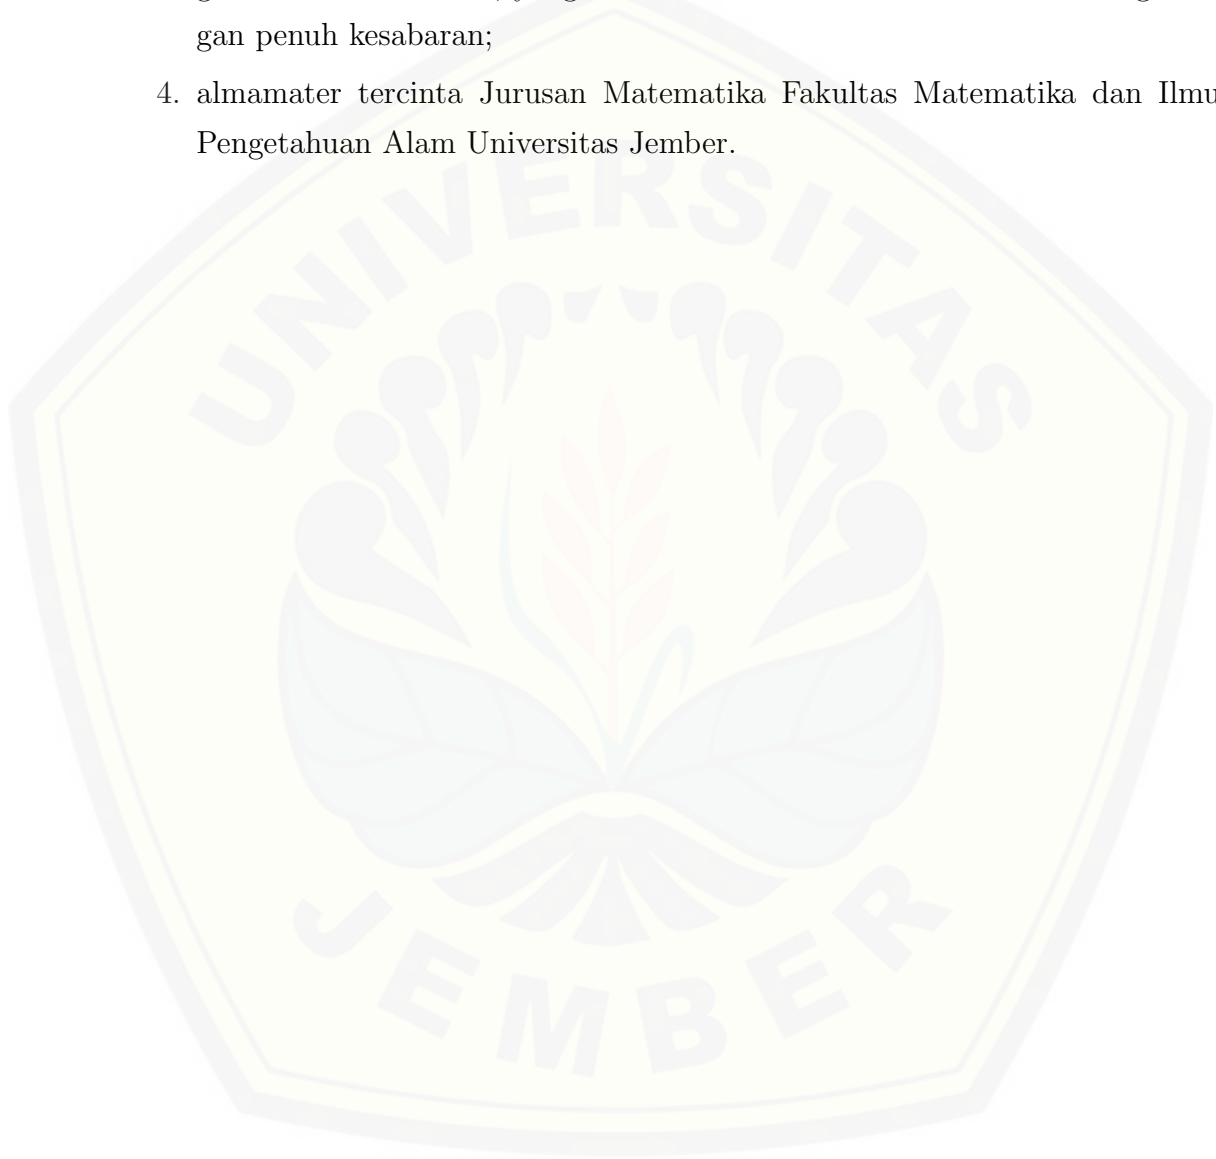 gan penuh kesabaran;
4. almamater tercinta Jurusan Matematika Fakultas Matematika dan Ilmu
Pengetahuan Alam Universitas Jember.
UNIVERSITAS
JEMBER